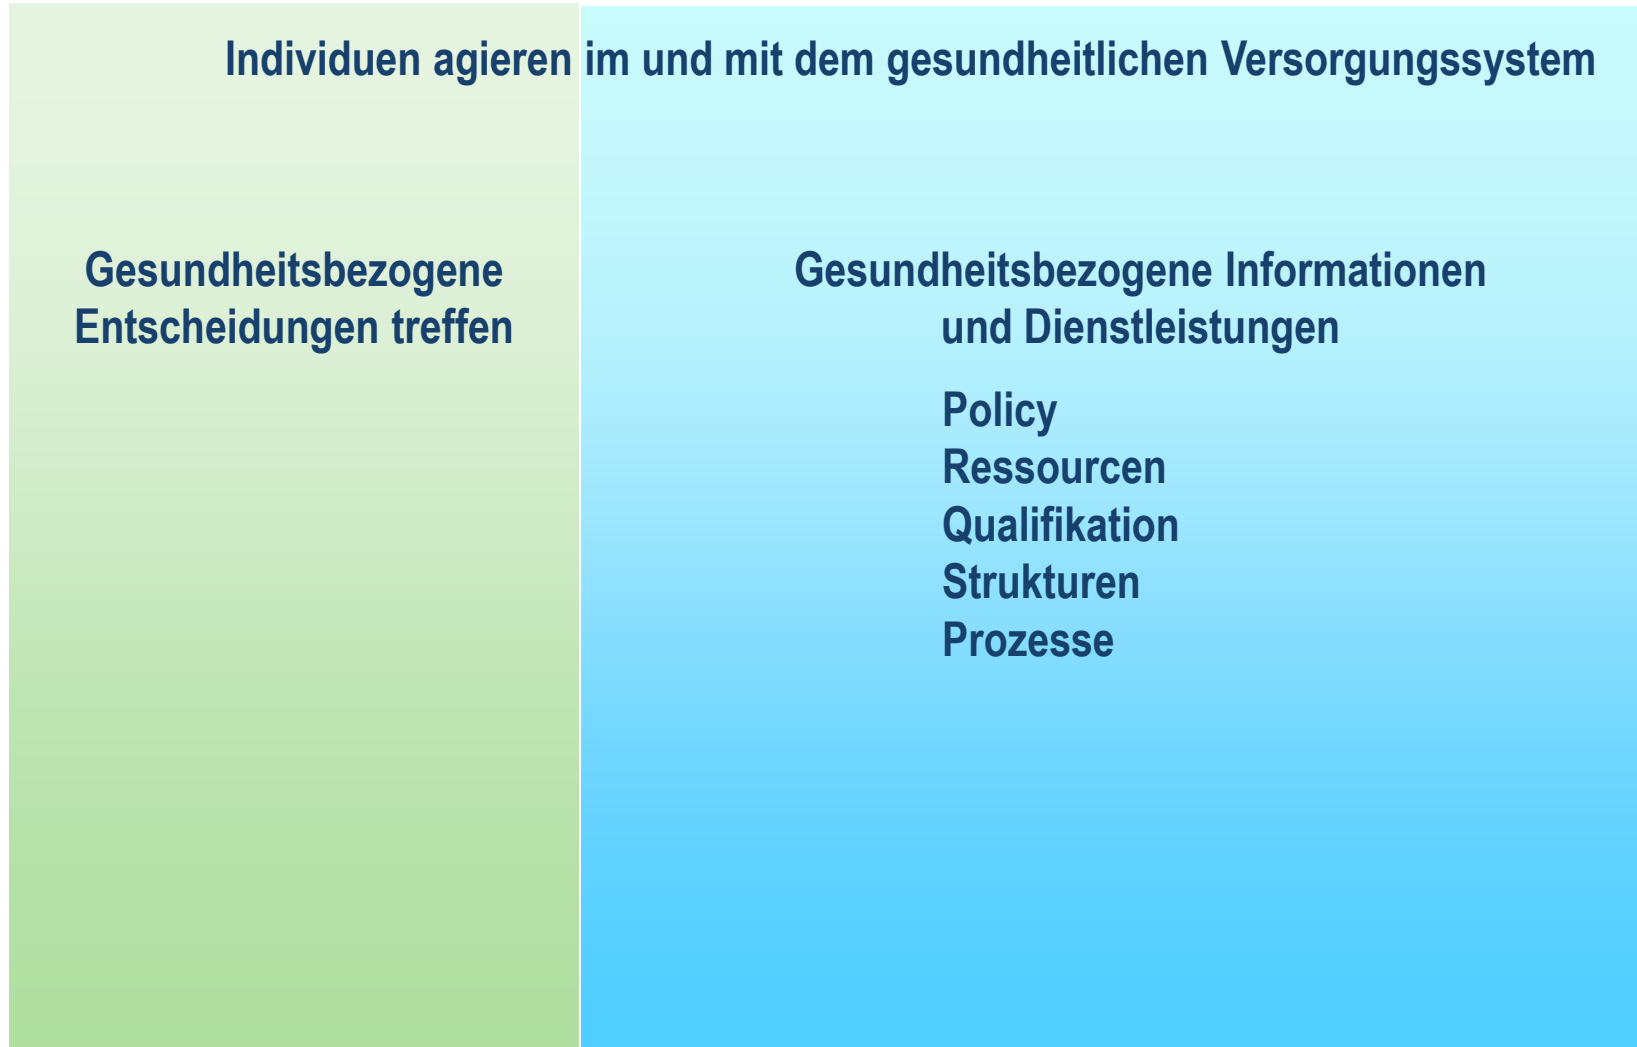 Individuen agieren im und mit dem gesundheitlichen Versorgungssystem
Gesundheitsbezogene
Entscheidungen treffen
Gesundheitsbezogene Informationen
und Dienstleistungen
Policy
Ressourcen
Qualifikation
Strukturen
Prozesse